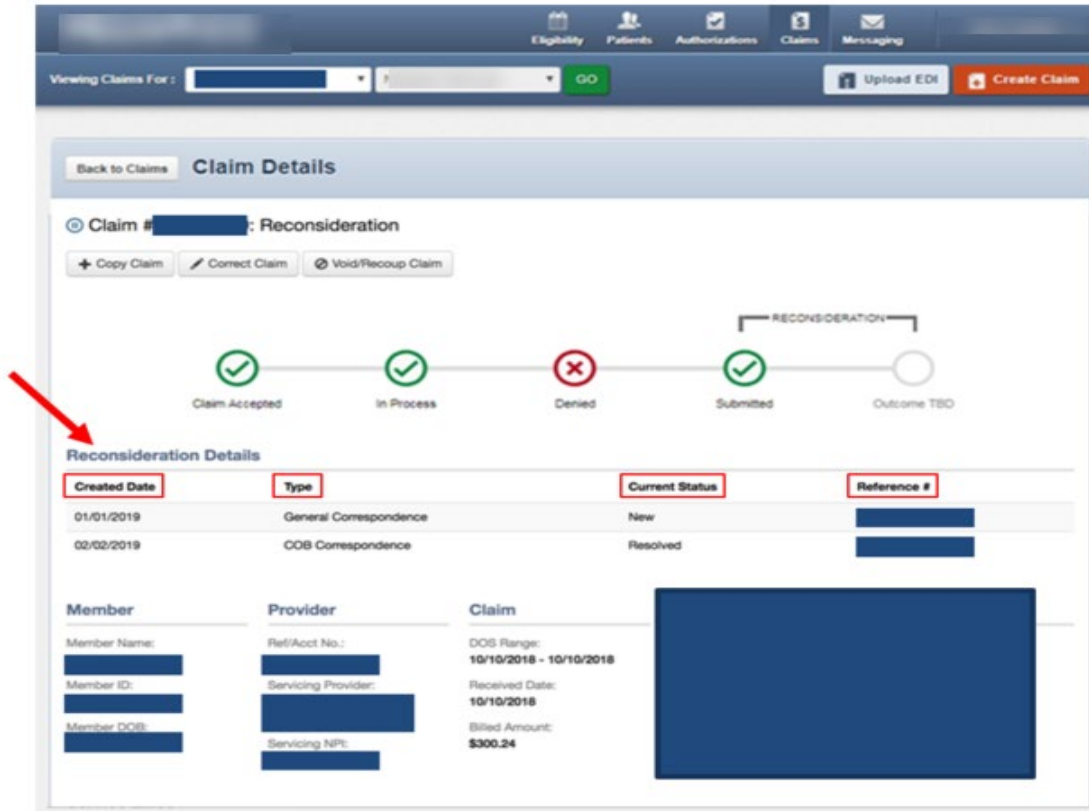 Eligibility Patients Authorizations Claims Messaging
Viewing Claims For : GO Upload EDI Create Claim
Back to Claims Claim Details
Claim # : Reconsideration
Copy Claim Correct Claim Void/Recoup Claim
RECONSIDERATION
Claim Accepted In Process Denied Submitted Outcome TBD
Reconsideration Details
Created Date Type Current Status Reference #
01/01/2019 General Correspondence New
02/02/2019 COB Correspondence Resolved
Member Provider Claim
Member Name: Ref/Acct No.: DOS Range:
10/10/2018 - 10/10/2018
Member ID: Servicing Provider: Received Date:
10/10/2018
Member DOB: Billed Amount:
Servicing NPI: $300.24